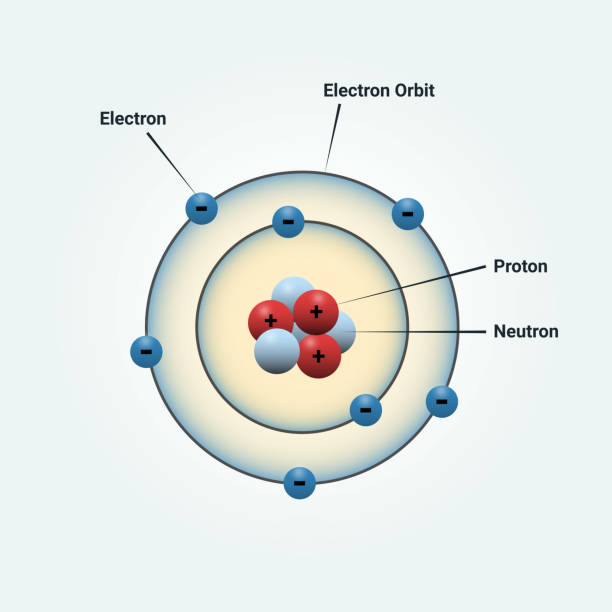 Electron Orbit
Electron
-
-
-
+
Proton
+
Neutron
-
+
-
-
-